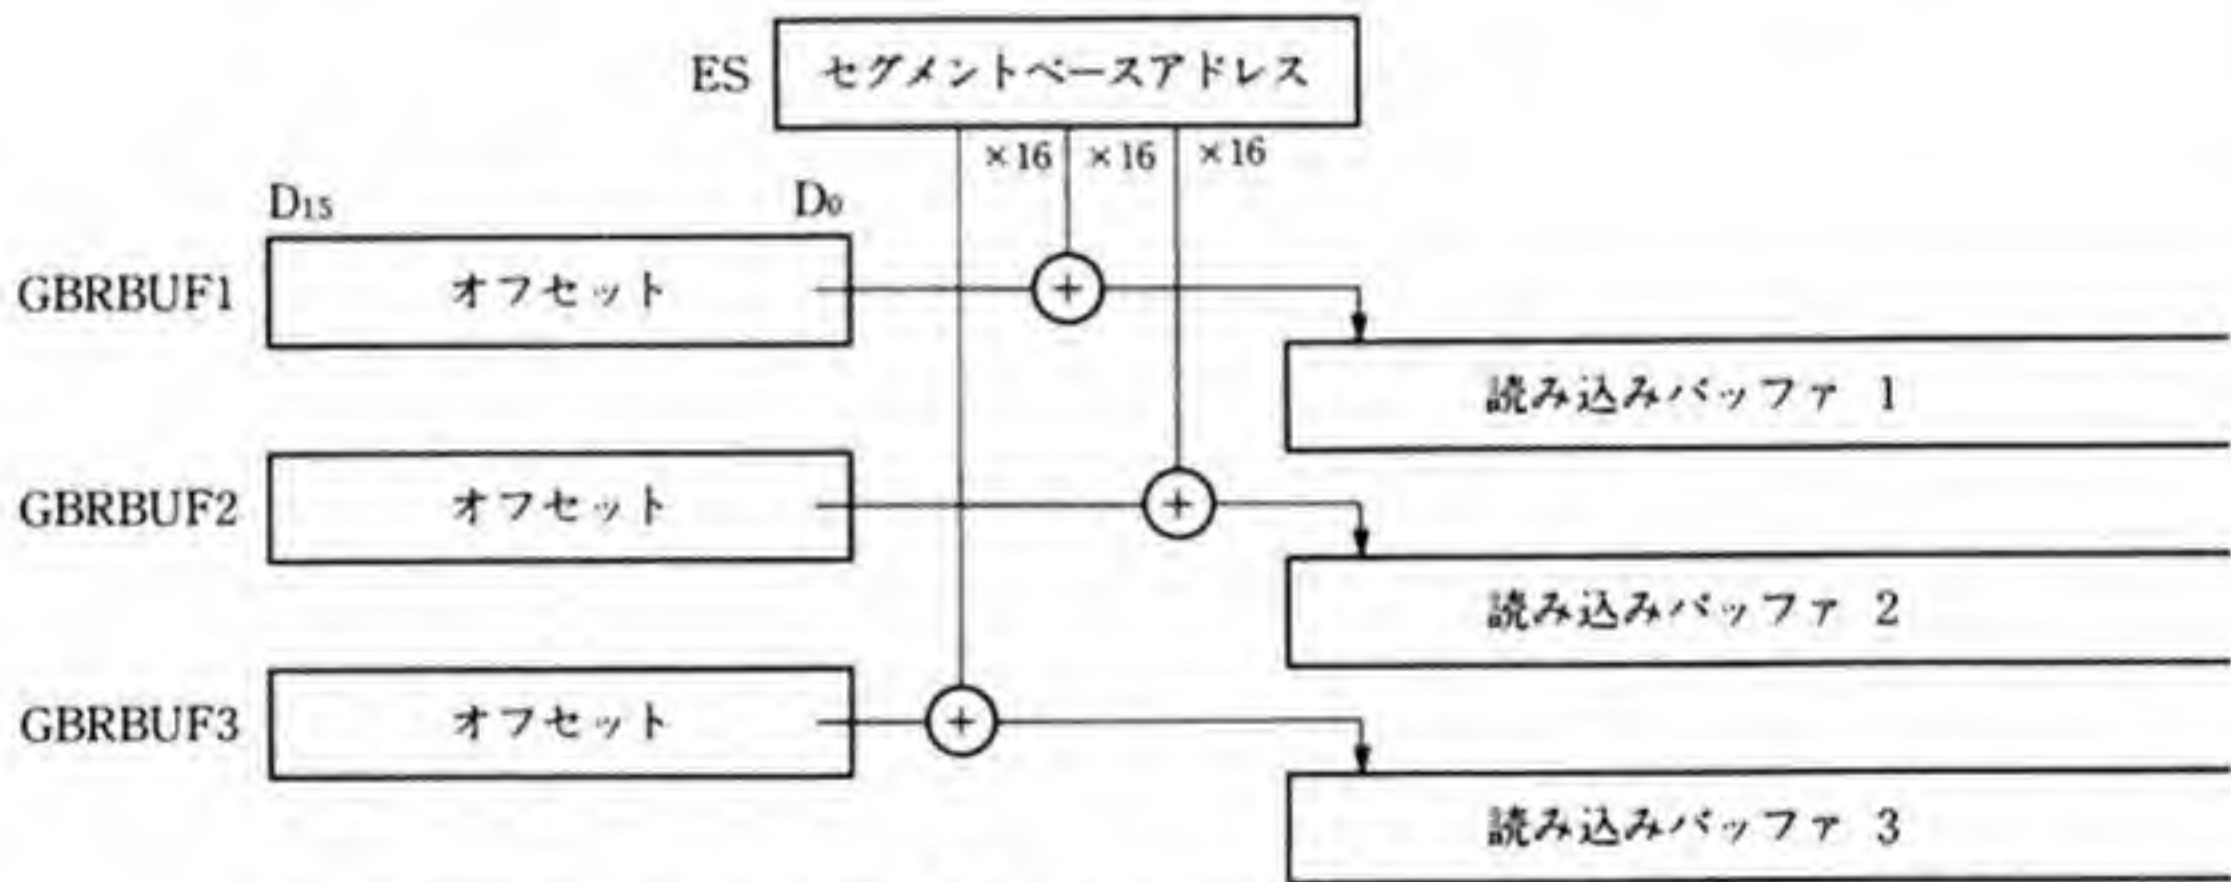 ES セグメントベースアドレス
×16 ×16 ×16
D15 D0
GBRBUF1 オフセット
読み込みバッファ 1
GBRBUF2 オフセット
読み込みバッファ 2
GBRBUF3 オフセット
読み込みバッファ 3